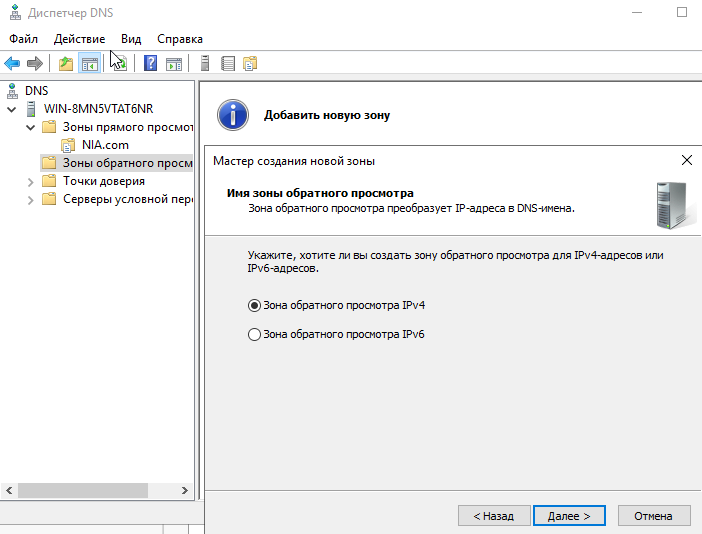 Диспетчер DNS
Файл Действие Вид Справка
DNS
WIN-8MN5VTAT6NR
Зоны прямого просмот
NIA.com
Зоны обратного просм
Точки доверия
Серверы условной пер
Добавить новую зону
Мастер создания новой зоны
Имя зоны обратного просмотра
Зона обратного просмотра преобразует IP-адреса в DNS-имена.
Укажите, хотите ли вы создать зону обратного просмотра для IPv4-адресов или
IPv6-адресов.
Зона обратного просмотра IPv4
Зона обратного просмотра IPv6
< Назад Далее > Отмена